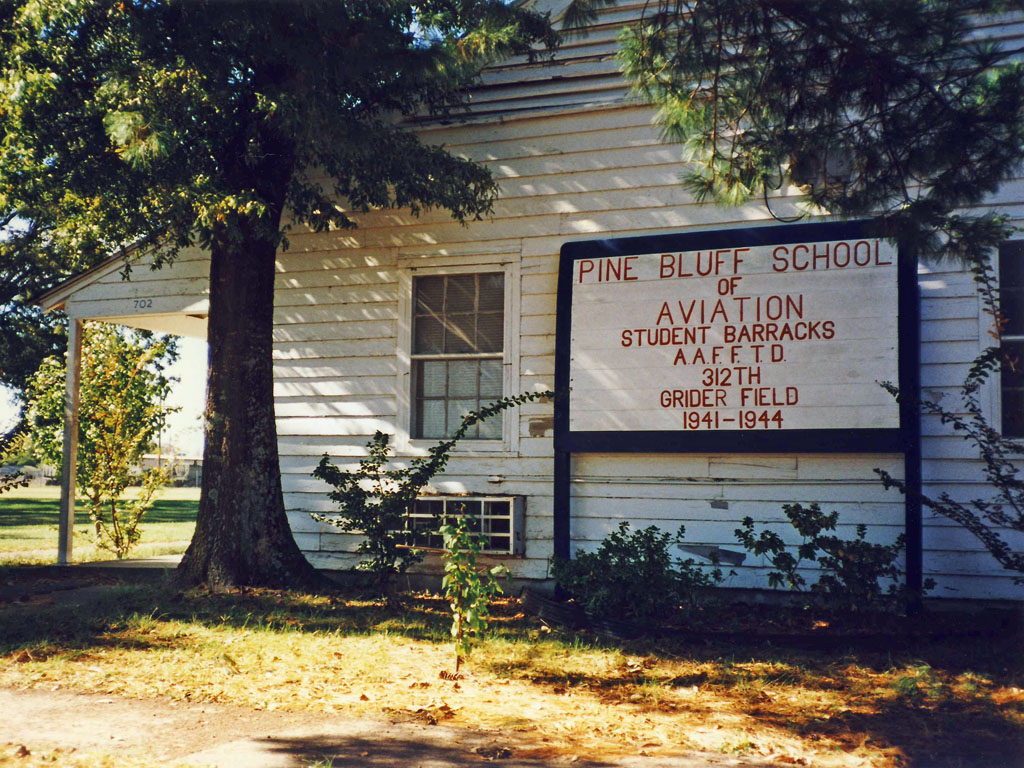 702
PINE BLUFF SCHOOL
OF
AVIATION
STUDENT BARRACKS
A.A.F.F.T.D.
312TH
GRIDER FIELD
1941-1944